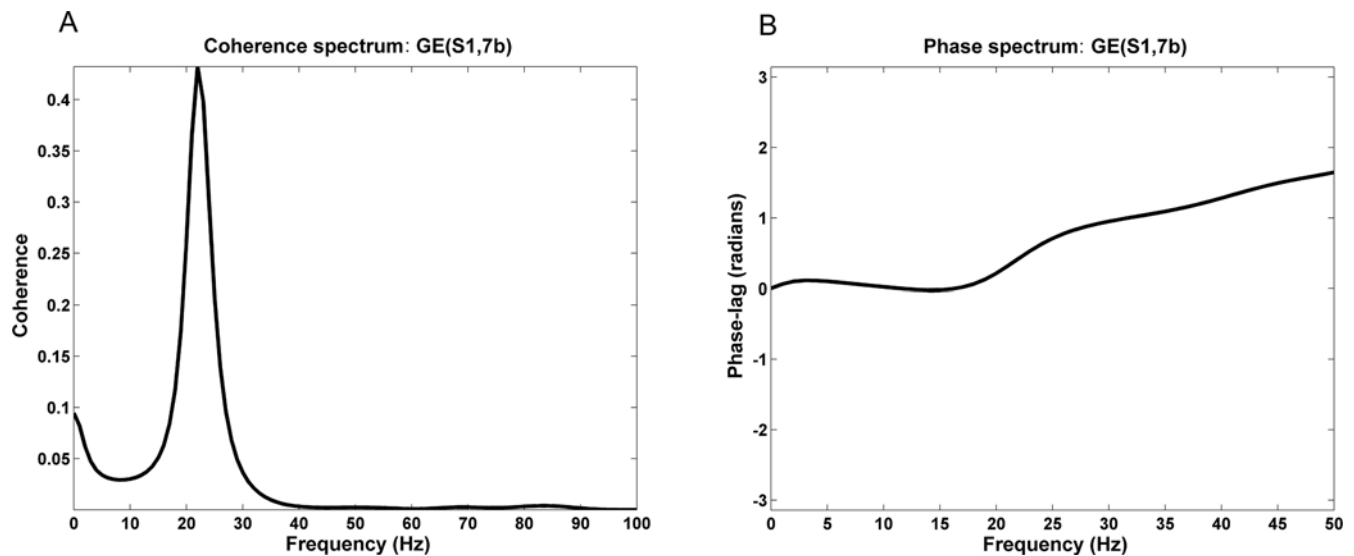 A
Coherence spectrum: GE(S1,7b)
Coherence
0.4
0.35
0.3
0.25
0.2
0.15
0.1
0.05
0 10 20 30 40 50 60 70 80 90 100
Frequency (Hz)
B
Phase spectrum: GE(S1,7b)
Phase-lag (radians)
3
2
1
0
-1
-2
-3
0 5 10 15 20 25 30 35 40 45 50
Frequency (Hz)